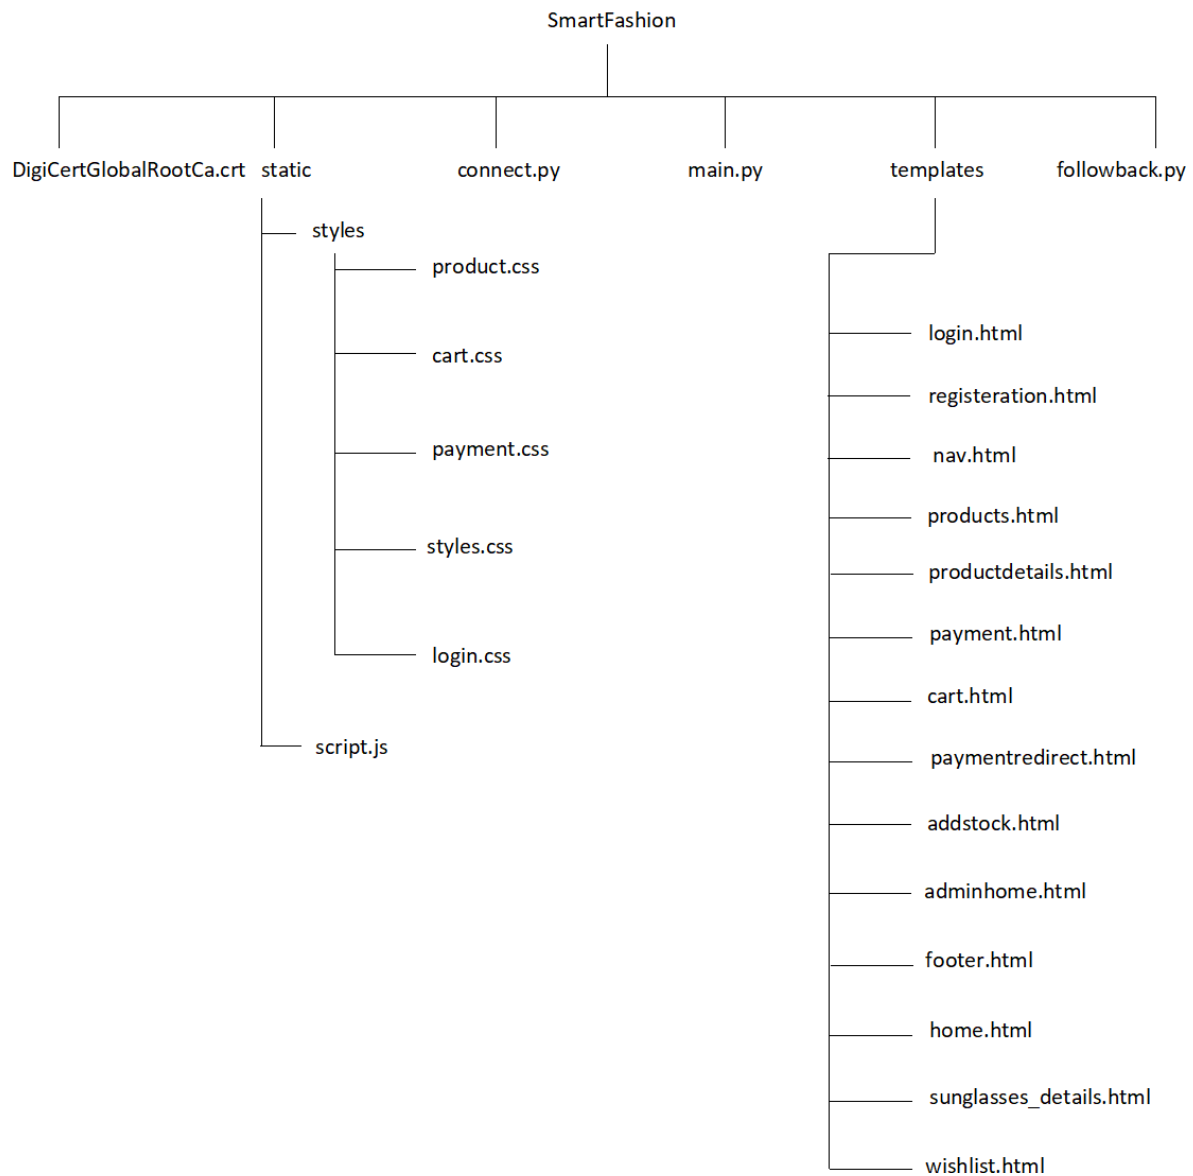 SmartFashion
DigiCertGlobalRootCa.crt static connect.py main.py templates followback.py
styles
product.css
cart.css
payment.css
styles.css
login.css
script.js
login.html
registeration.html
nav.html
products.html
productdetails.html
payment.html
cart.html
paymentredirect.html
addstock.html
adminhome.html
footer.html
home.html
sunglasses_details.html
wishlist.html